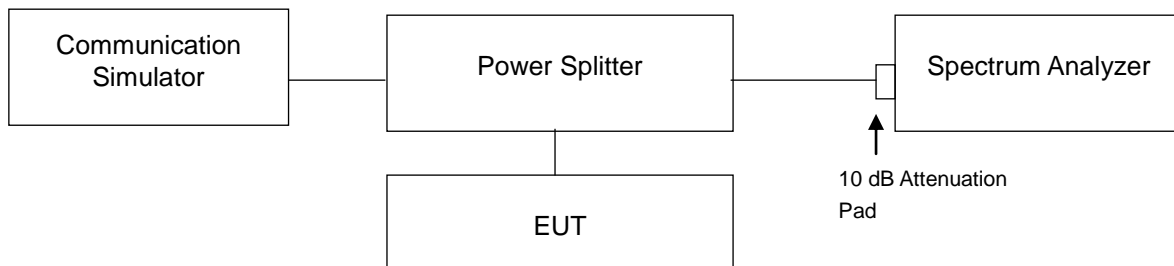 Communication
Simulator
Power Splitter
Spectrum Analyzer
10 dB Attenuation
Pad
EUT